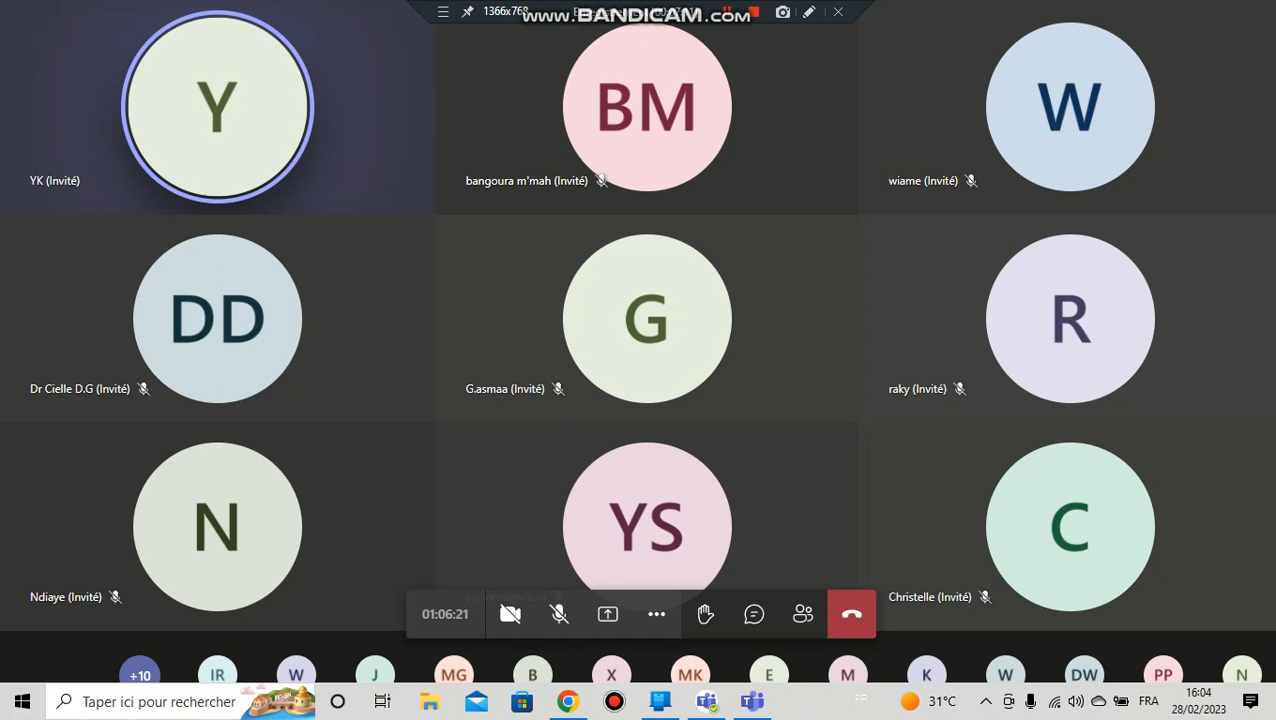 1366x768
www.BANDICAM.com
Y
YK (Invité)
BM
bangoura m'mah (Invité)
W
wiame (Invité)
DD
Dr Cielle D.G (Invité)
G
G.asmaa (Invité)
R
raky (Invité)
N
Ndiaye (Invité)
YS
C
Christelle (Invité)
01:06:21
+10
IR
W
J
MG
B
X
MK
E
M
K
W
DW
PP
N
Taper ici pour rechercher
FR
31°C
FRA
16:04
28/02/2023